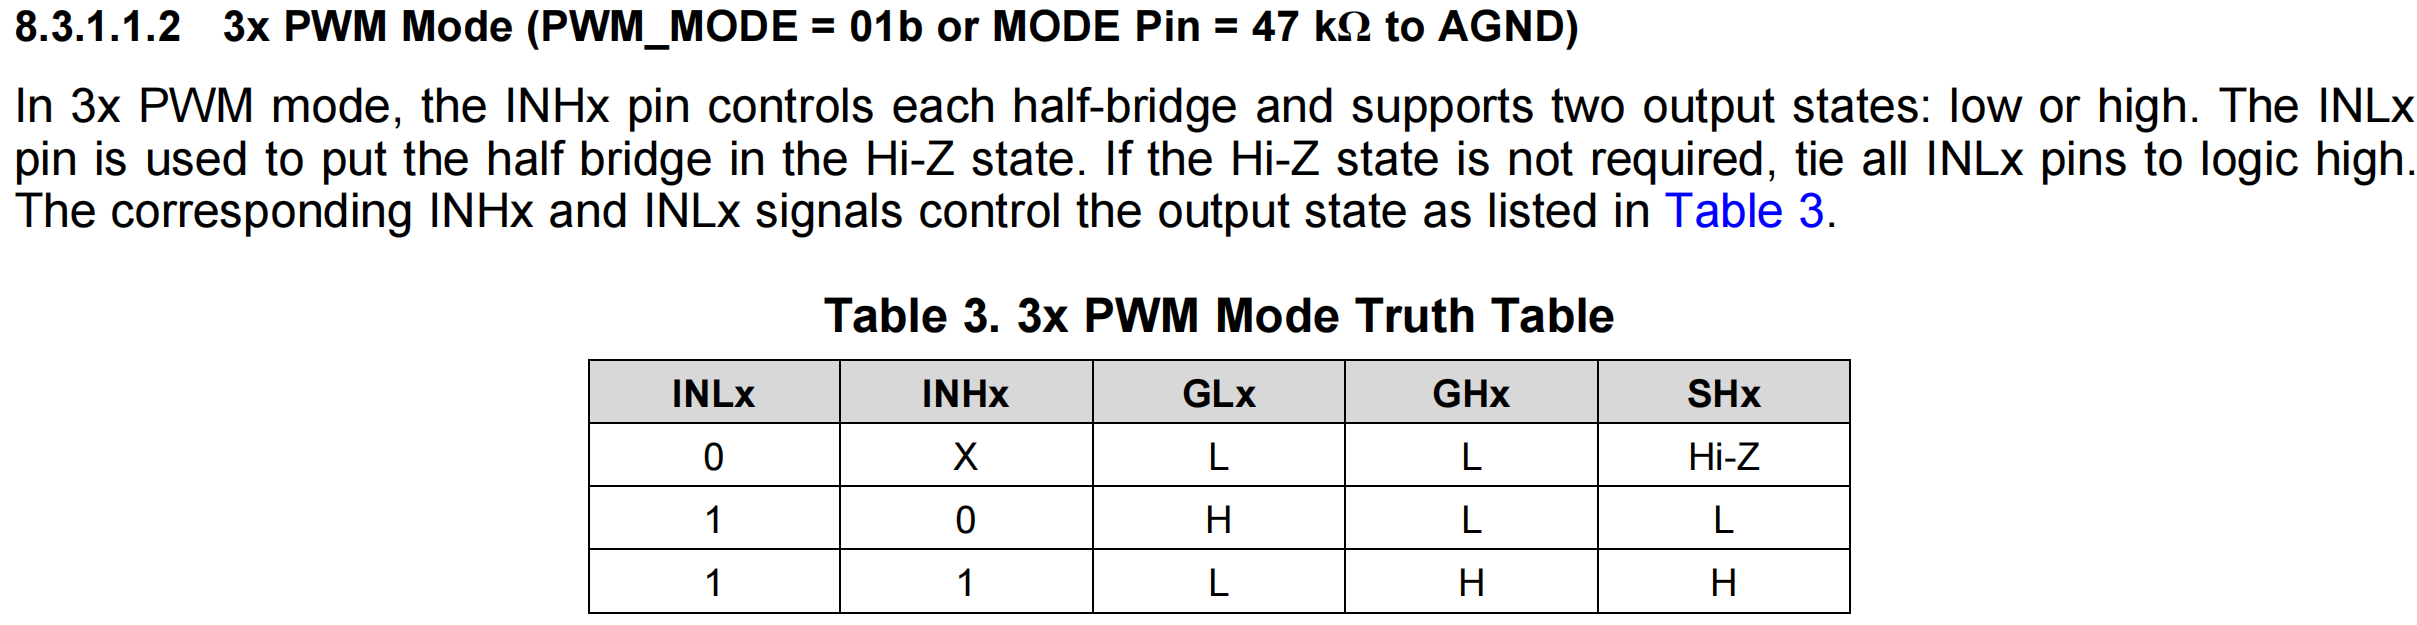 8.3.1.1.2 3x PWM Mode (PWM_MODE = 01b or MODE Pin = 47 kΩ to AGND)
In 3x PWM mode, the INHx pin controls each half-bridge and supports two output states: low or high. The INLx
pin is used to put the half bridge in the Hi-Z state. If the Hi-Z state is not required, tie all INLx pins to logic high.
The corresponding INHx and INLx signals control the output state as listed in Table 3.
Table 3. 3x PWM Mode Truth Table
INLx INHx GLx GHx SHx
0 X L L Hi-Z
1 0 H L L
1 1 L H H